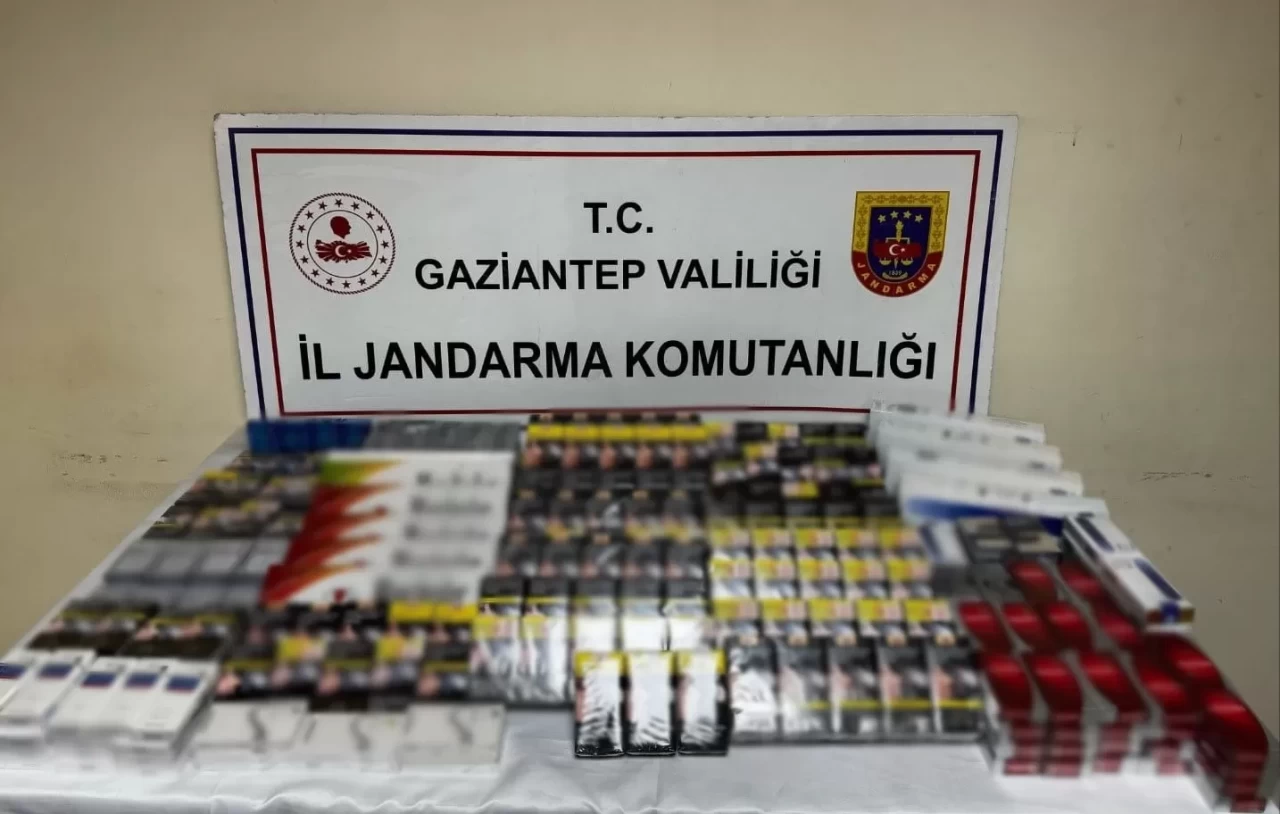 T.C.
GAZİANTEP VALİLİĞİ
İL JANDARMA KOMUTANLIĞI
JANDARMA